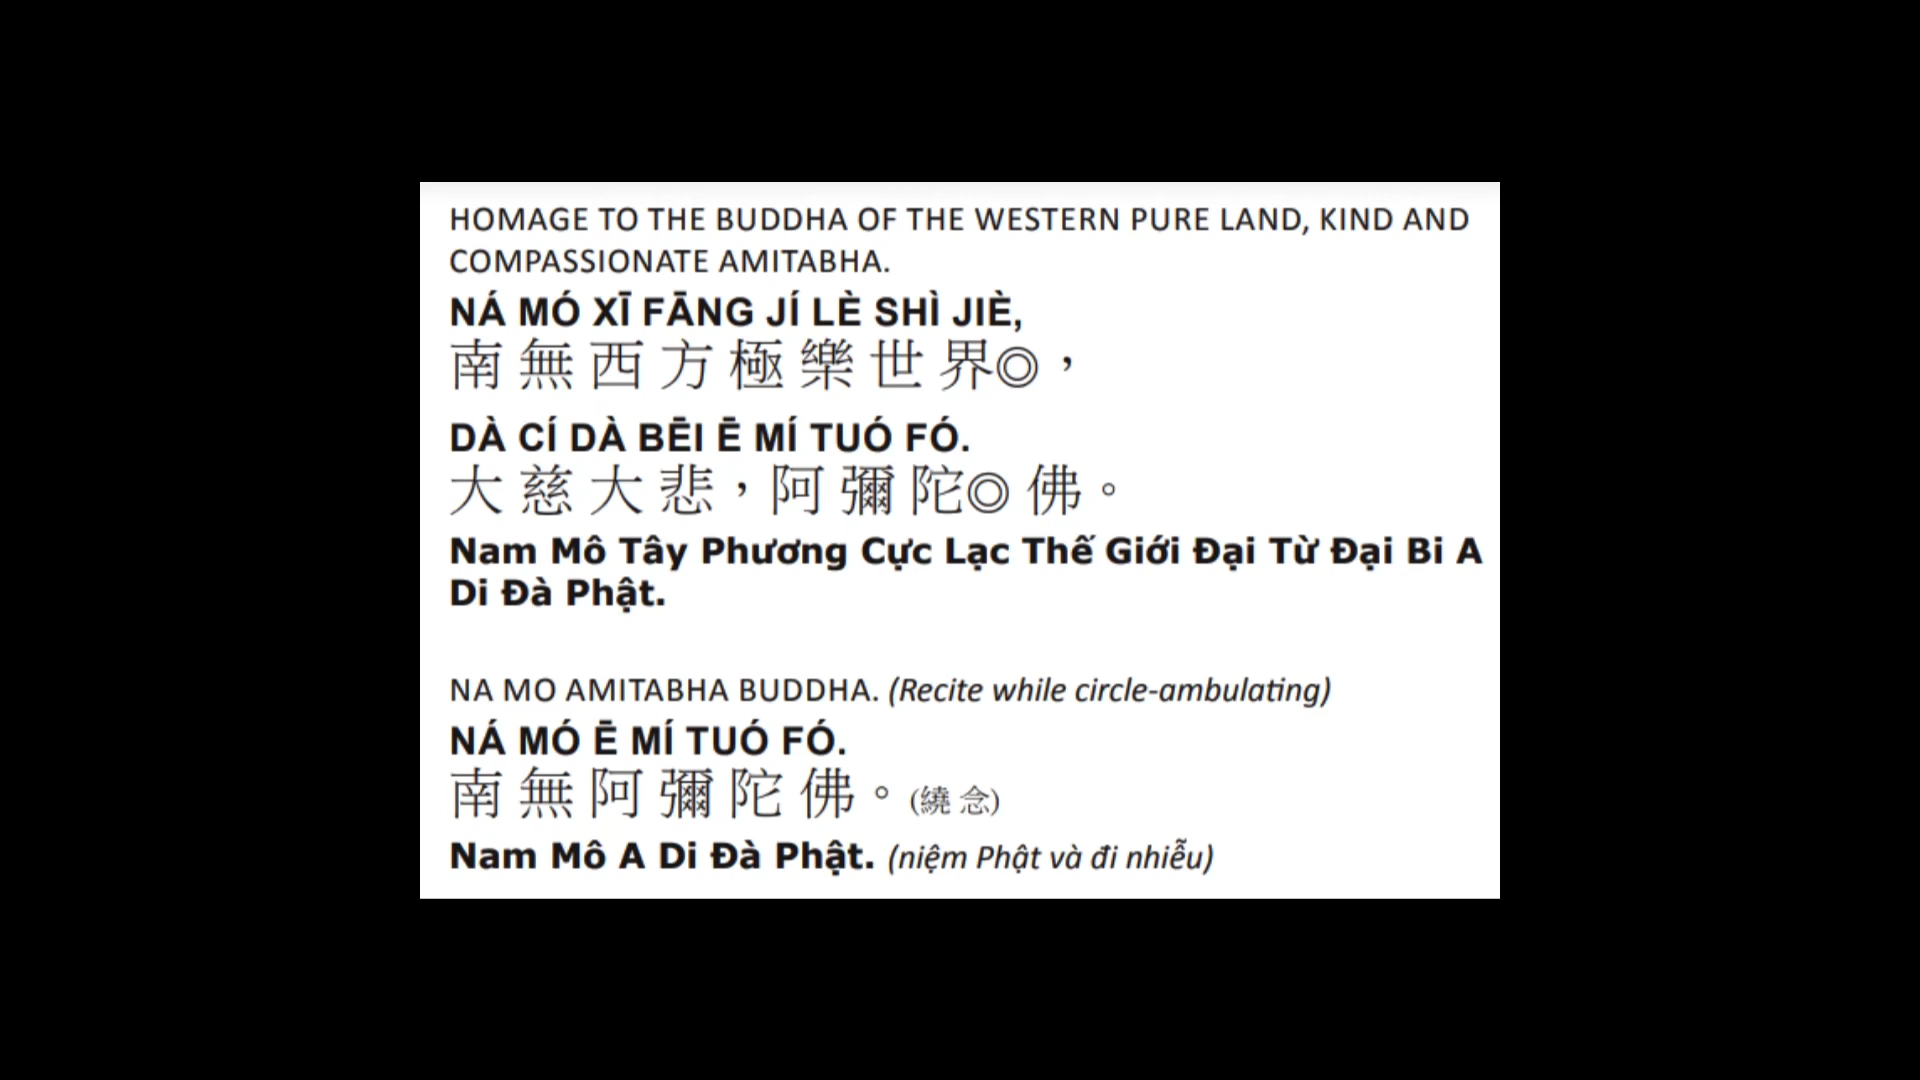 HOMAGE TO THE BUDDHA OF THE WESTERN PURE LAND, KIND AND
COMPASSIONATE AMITABHA.
NÁ MÓ XĪ FĀNG JÍ LÈ SHÌ JIÈ,
南 無 西 方 極 樂 世 界◎，
DÀ CÍ DÀ BĒI Ē MÍ TUÓ FÓ.
大 慈 大 悲，阿 彌 陀◎ 佛。
Nam Mô Tây Phương Cực Lạc Thế Giới Đại Từ Đại Bi A
Di Đà Phật.
NA MO AMITABHA BUDDHA. (Recite while circle-ambulating)
NÁ MÓ Ē MÍ TUÓ FÓ.
南 無 阿 彌 陀 佛。(繞 念)
Nam Mô A Di Đà Phật. (niệm Phật và đi nhiễu)